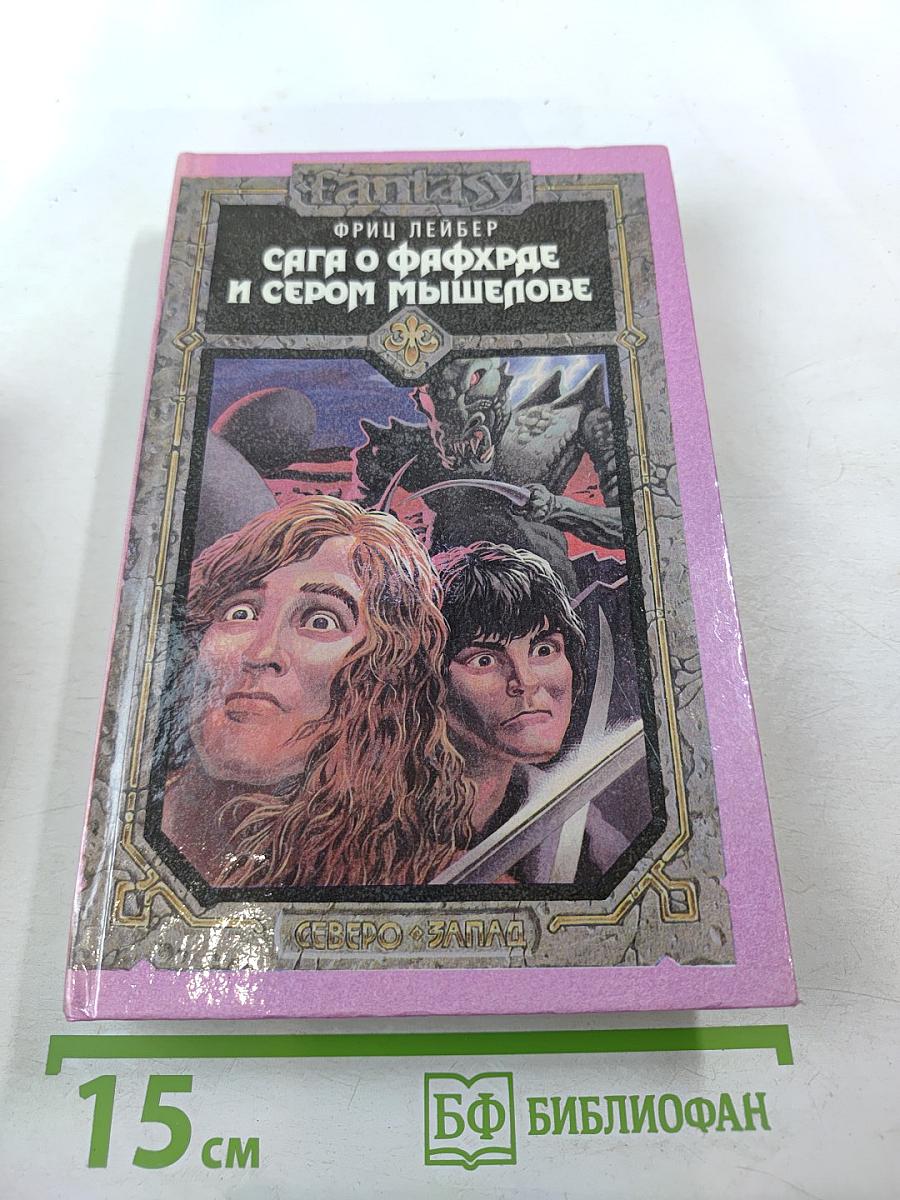 fantasy
ФРИЦ ЛЕЙБЕР
САГА О ФАФХРДЕ
И СЕРОМ МЫШЕЛОВЕ
СЕВЕРО ЗАПАД
15 см
БФ БИБЛИОФАН